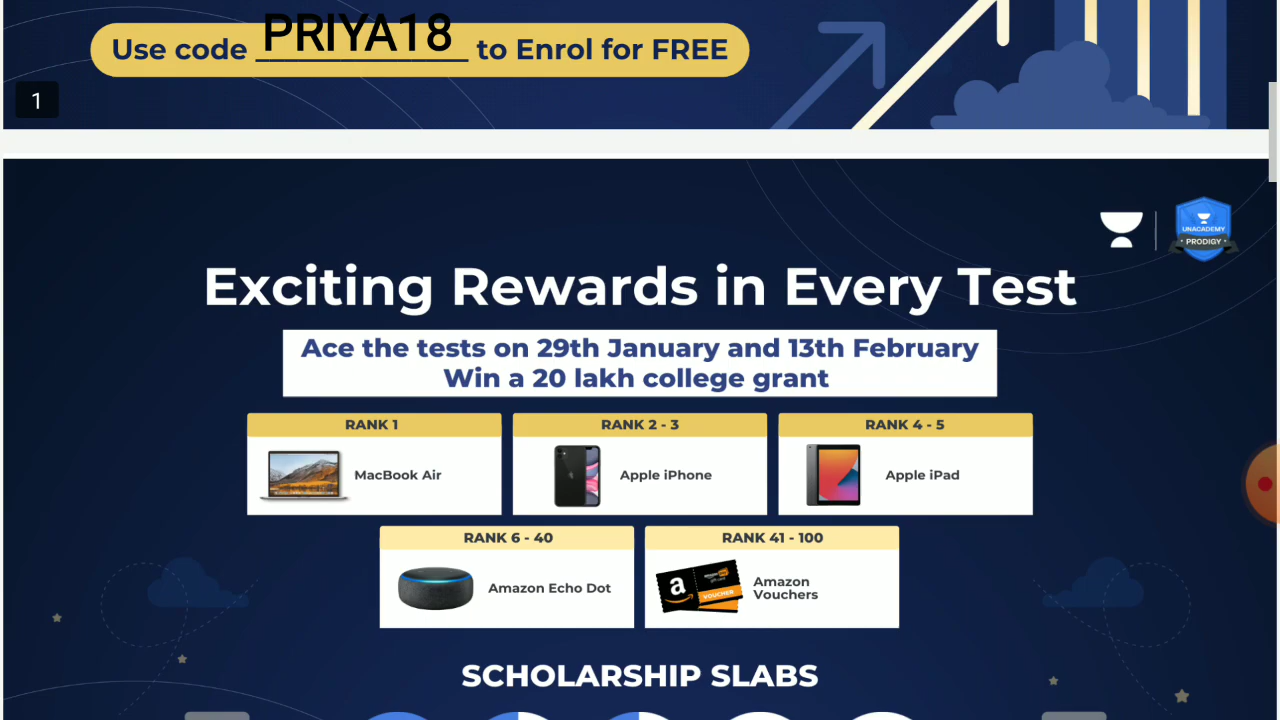 Use code PRIYA18 to Enrol for FREE
1
UNACADEMY
PRODIGY
Exciting Rewards in Every Test
Ace the tests on 29th January and 13th February
Win a 20 lakh college grant
RANK 1
MacBook Air
RANK 2 - 3
Apple iPhone
RANK 4 - 5
Apple iPad
RANK 6 - 40
Amazon Echo Dot
RANK 41 - 100
a
VOUCHER
Amazon
Vouchers
SCHOLARSHIP SLABS